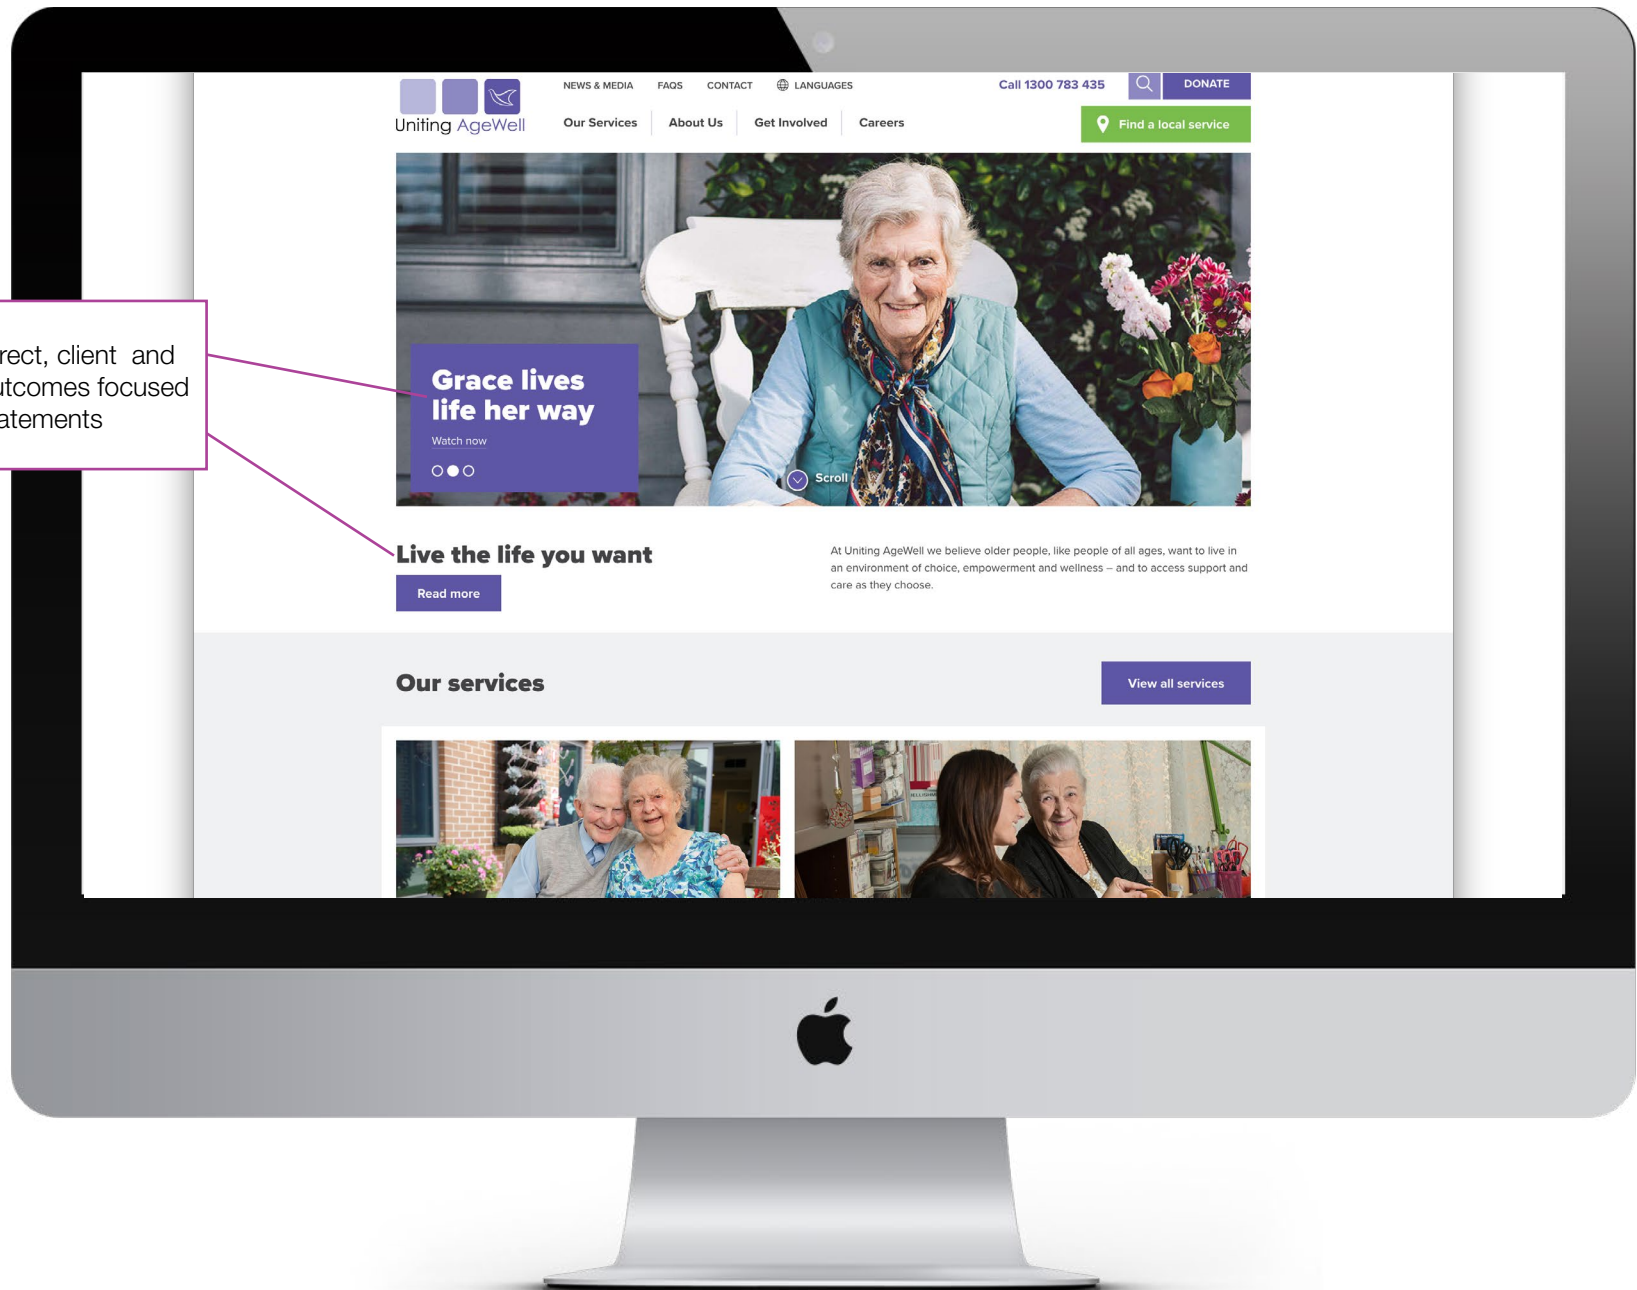 NEWS & MEDIA FAQS CONTACT LANGUAGES
Call 1300 783 435
DONATE
Uniting AgeWell
Our Services About Us Get Involved Careers
Find a local service
rect, client and
utcomes focused
atements
Grace lives
life her way
Watch now
Scroll
Live the life you want
Read more
At Uniting AgeWell we believe older people, like people of all ages, want to live in
an environment of choice, empowerment and wellness – and to access support and
care as they choose.
Our services
View all services